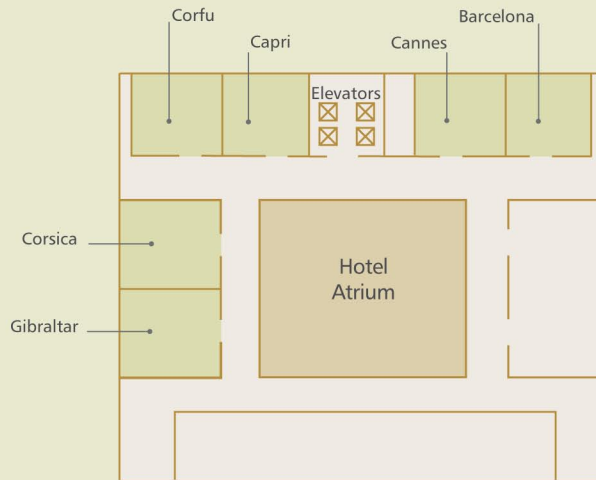 Corfu
Barcelona
Capri
Cannes
Elevators
Corsica
Hotel
Atrium
Gibraltar